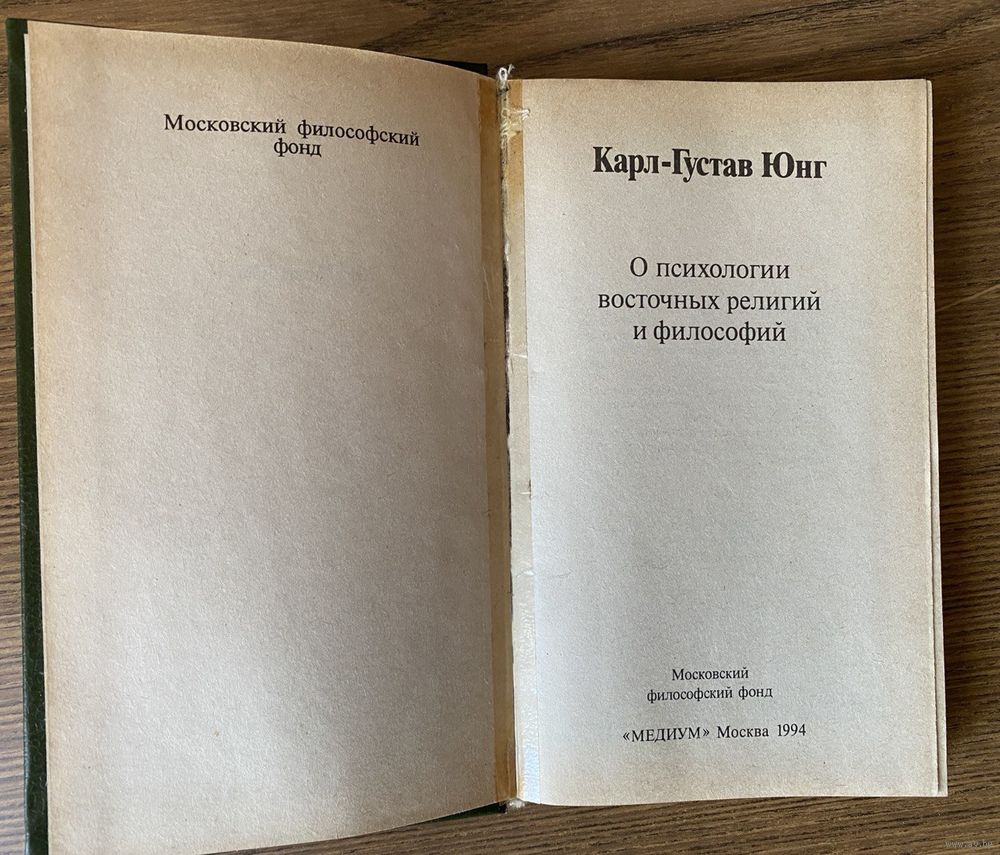 Московский философский
фонд
Карл-Густав Юнг
О психологии
восточных религий
и философий
Московский
философский фонд
«МЕДИУМ» Москва 1994